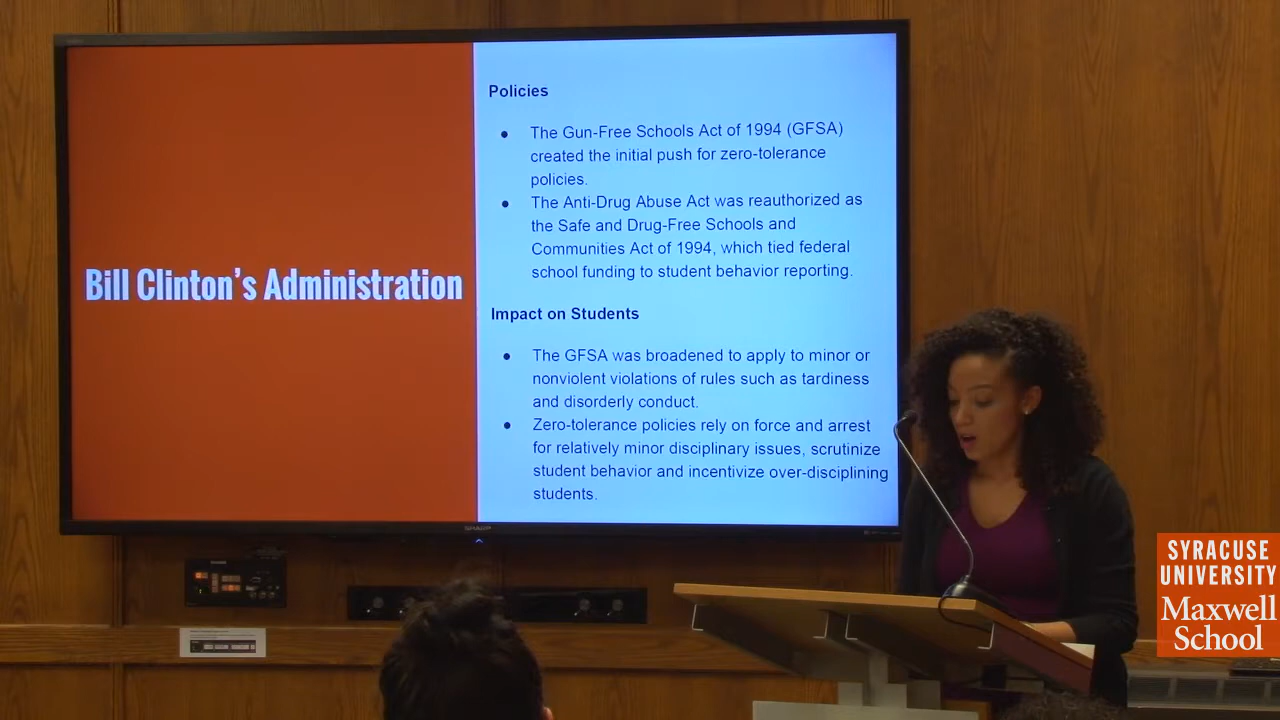 Bill Clinton's Administration
Policies
● The Gun-Free Schools Act of 1994 (GFSA)
created the initial push for zero-tolerance
policies.
● The Anti-Drug Abuse Act was reauthorized as
the Safe and Drug-Free Schools and
Communities Act of 1994, which tied federal
school funding to student behavior reporting.
Impact on Students
● The GFSA was broadened to apply to minor or
nonviolent violations of rules such as tardiness
and disorderly conduct.
● Zero-tolerance policies rely on force and arrest
for relatively minor disciplinary issues, scrutinize
student behavior and incentivize over-disciplining
students.
SHARP
SYRACUSE
UNIVERSITY
Maxwell
School